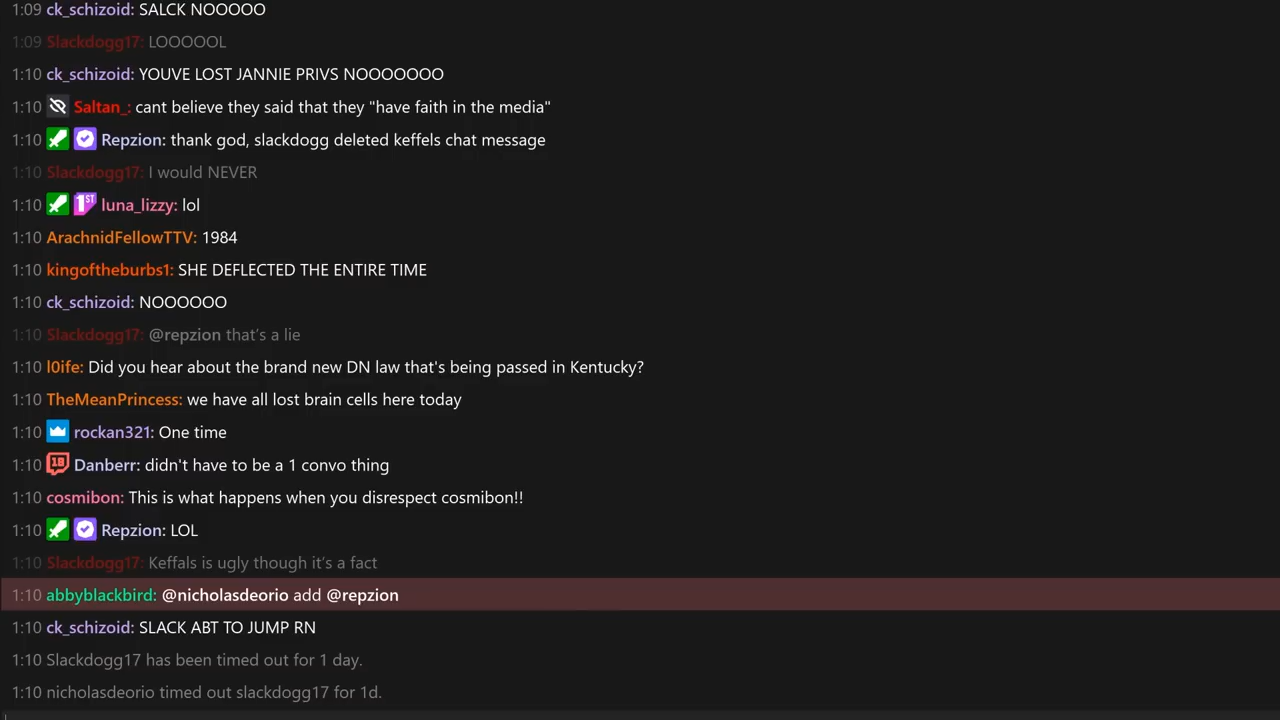 1:09 ck_schizoid: SALCK NOOOOO
1:09 Slackdogg17: LOOOOOL
1:10 ck_schizoid: YOUVE LOST JANNIE PRIVS NOOOOOOO
1:10 Saltan_: cant believe they said that they "have faith in the media"
1:10 Repzion: thank god, slackdogg deleted keffels chat message
1:10 Slackdogg17: I would NEVER
1:10 1ST luna_lizzy: lol
1:10 ArachnidFellowTTV: 1984
1:10 kingoftheburbs1: SHE DEFLECTED THE ENTIRE TIME
1:10 ck_schizoid: NOOOOOO
1:10 Slackdogg17: @repzion that's a lie
1:10 l0ife: Did you hear about the brand new DN law that's being passed in Kentucky?
1:10 TheMeanPrincess: we have all lost brain cells here today
1:10 rockan321: One time
1:10 Danberr: didn't have to be a 1 convo thing
1:10 cosmibon: This is what happens when you disrespect cosmibon!!
1:10 Repzion: LOL
1:10 Slackdogg17: Keffals is ugly though it's a fact
1:10 abbyblackbird: @nicholasdeorio add @repzion
1:10 ck_schizoid: SLACK ABT TO JUMP RN
1:10 Slackdogg17 has been timed out for 1 day.
1:10 nicholasdeorio timed out slackdogg17 for 1d.